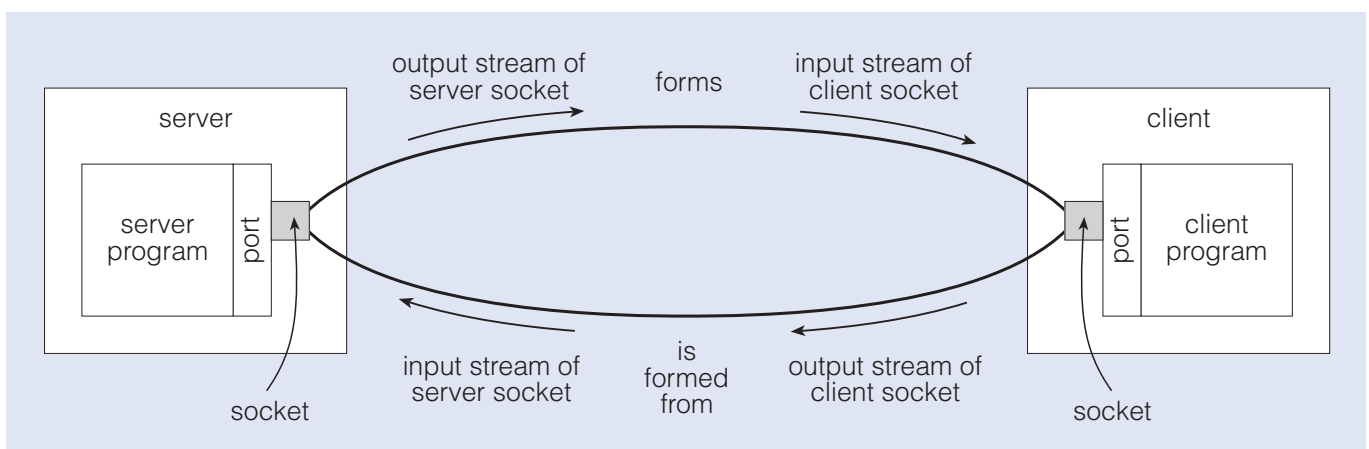 output stream of
server socket
forms
input stream of
client socket
server
client
server
program
port
port
client
program
input stream of
server socket
is
formed
from
output stream of
client socket
socket
socket